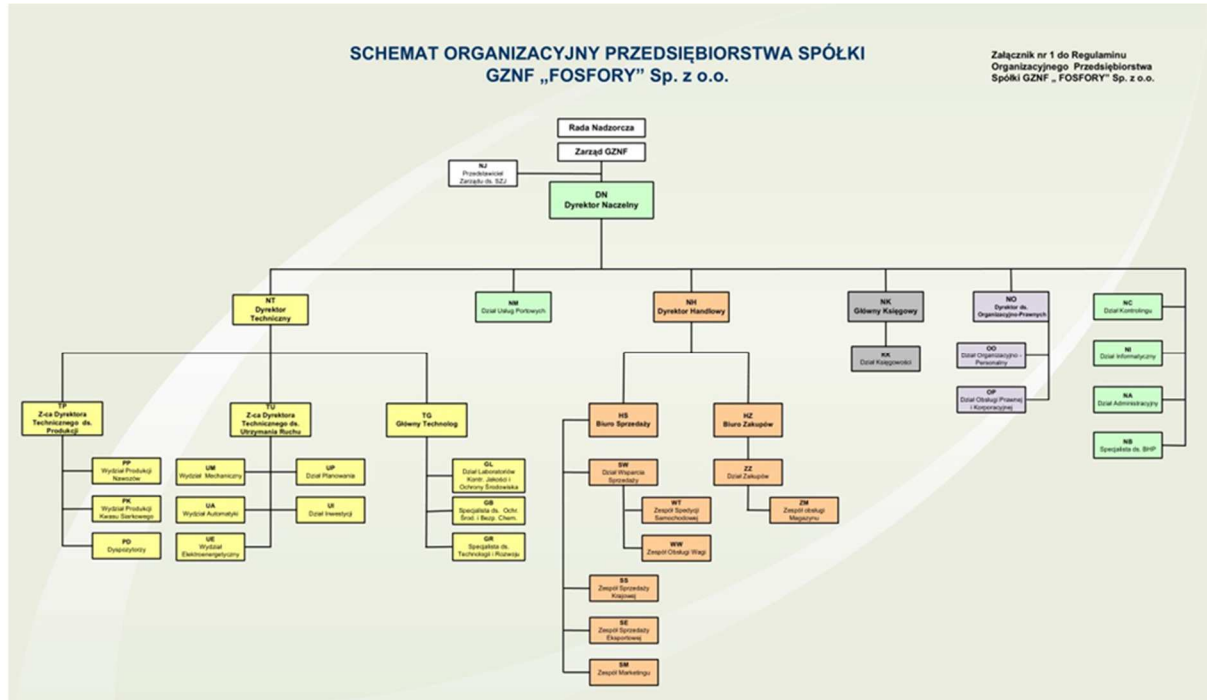 SCHEMAT ORGANIZACYJNY PRZEDSIĘBIORSTWA SPÓŁKI
GZNF „FOSFORY” Sp. z o.o.
Załącznik nr 1 do Regulaminu
Organizacyjnego Przedsiębiorstwa
Spółki GZNF „ FOSFORY” Sp. z o.o.
Rada Nadzorcza
Zarząd GZNF
NJ
Przedstawiciel
Zarządu ds. SZJ
DN
Dyrektor Naczelny
NT
Dyrektor
Techniczny
NM
Dział Usług Portowych
NH
Dyrektor Handlowy
NK
Główny Księgowy
KK
Dział Księgowości
NO
Dyrektor ds.
Organizacyjno-Prawnych
OO
Dział Organizacyjno -
Personalny
OP
Dział Obsługi Prawnej
i Korporacyjnej
NC
Dział Kontrolingu
NI
Dział Informatyczny
NA
Dział Administracyjny
NB
Specjalista ds. BHP
TP
Z-ca Dyrektora
Technicznego ds.
Produkcji
PP
Wydział Produkcji
Nawozów
PK
Wydział Produkcji
Kwasu Siarkowego
PD
Dyspozytorzy
TU
Z-ca Dyrektora
Technicznego ds.
Utrzymania Ruchu
UM
Wydział Mechaniczny
UP
Dział Planowania
UA
Wydział Automatyki
UI
Dział Inwestycji
UE
Wydział
Elektroenergetyczny
TG
Główny Technolog
GL
Dział Laboratoriów
Kontr. Jakości i
Ochrony Środowiska
GB
Specjalista ds. Ochr.
Środ. i Bezp. Chem.
GR
Specjalista ds.
Technologii i Rozwoju
HS
Biuro Sprzedaży
SW
Dział Wsparcia
Sprzedaży
WT
Zespół Spedycji
Samochodowej
WW
Zespół Obsługi Wagi
SS
Zespół Sprzedaży
Krajowej
SE
Zespół Sprzedaży
Eksportowej
SM
Zespół Marketingu
HZ
Biuro Zakupów
ZZ
Dział Zakupów
ZM
Zespół obsługi
Magazynu